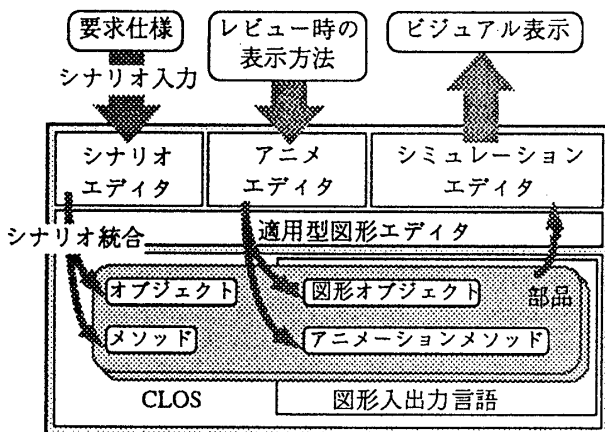 要求仕様
シナリオ入力
レビュー時の
表示方法
ビジュアル表示
シナリオ
エディタ
アニメ
エディタ
シミュレーション
エディタ
適用型図形エディタ
シナリオ統合
オブジェクト
図形オブジェクト
部品
メソッド
アニメーションメソッド
CLOS
図形入出力言語